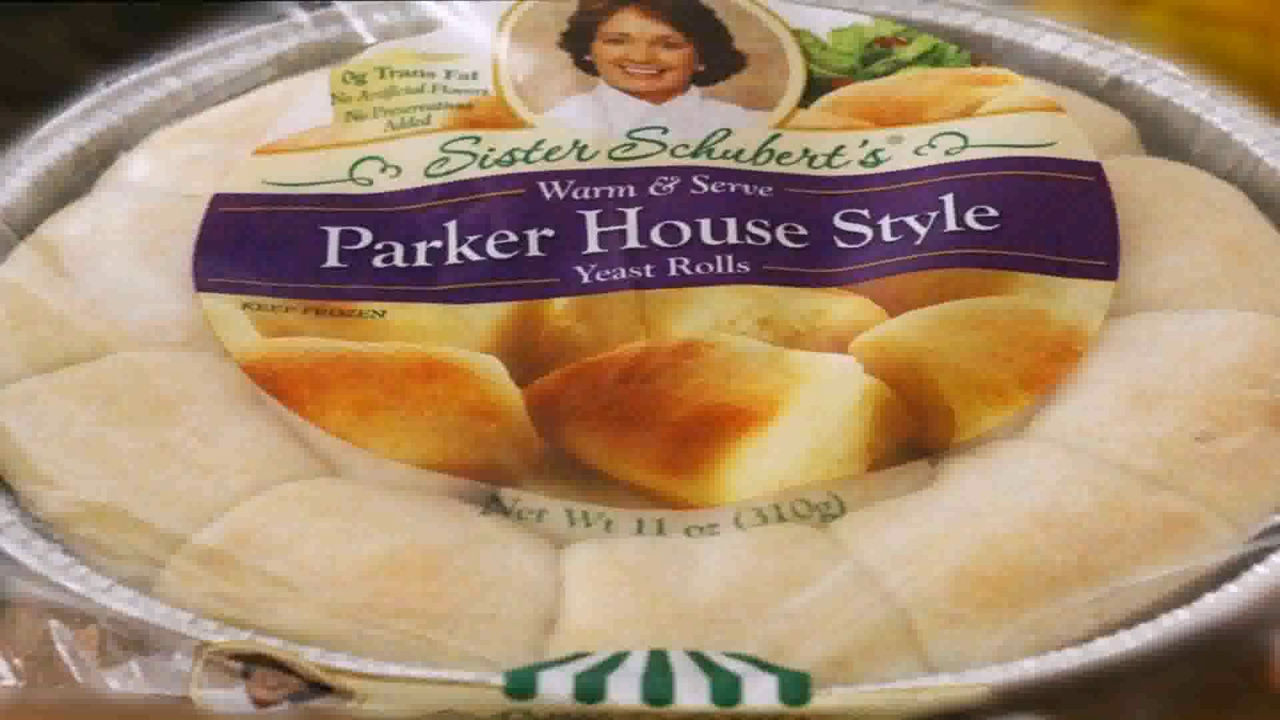 0g Trans Fat
No Artificial Flavors
No Preservatives
Added
Sister Schubert's®
Warm & Serve
Parker House Style
Yeast Rolls
KEEP FROZEN
Net Wt 11 oz (310g)